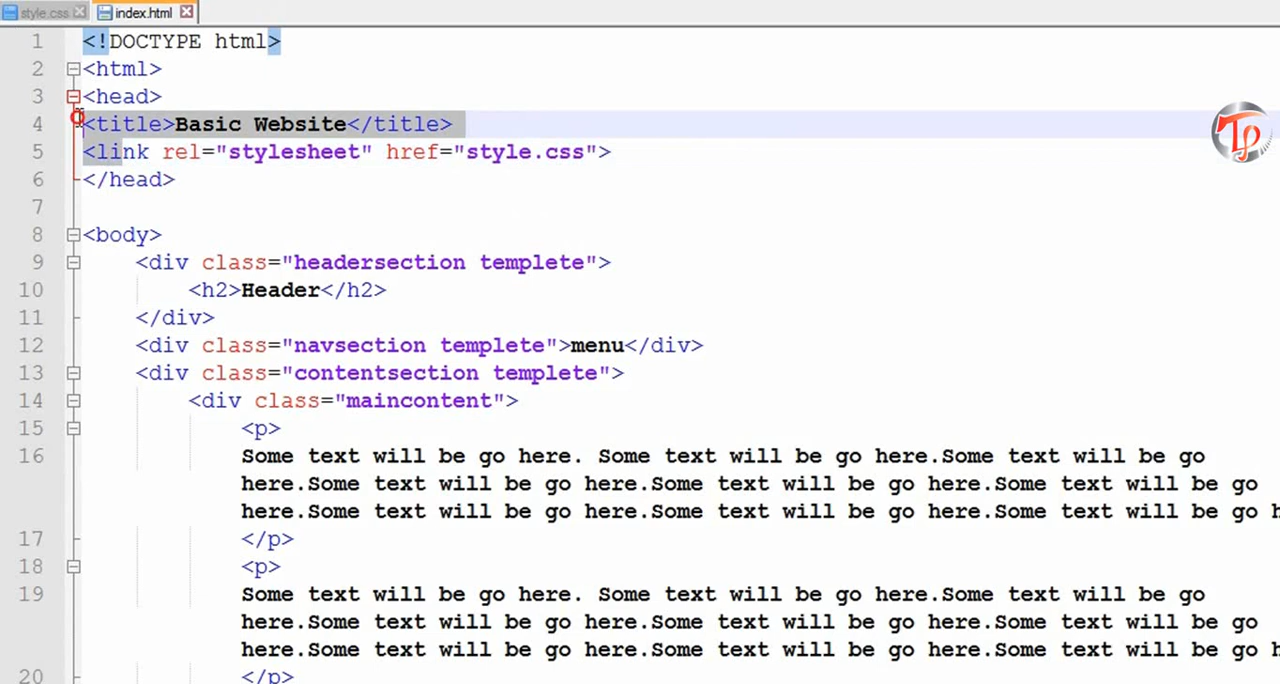 style.css index.html
1 <!DOCTYPE html>
2 <html>
3 <head>
4 <title>Basic Website</title>
5 <link rel="stylesheet" href="style.css">
6 </head>
7
8 <body>
9 <div class="headersection templete">
10 <h2>Header</h2>
11 </div>
12 <div class="navsection templete">menu</div>
13 <div class="contentsection templete">
14 <div class="maincontent">
15 <p>
16 Some text will be go here. Some text will be go here.Some text will be go
here.Some text will be go here.Some text will be go here.Some text will be go
here.Some text will be go here.Some text will be go here.Some text will be go h
17 </p>
18 <p>
19 Some text will be go here. Some text will be go here.Some text will be go
here.Some text will be go here.Some text will be go here.Some text will be go
here.Some text will be go here.Some text will be go here.Some text will be go h
20 </p>